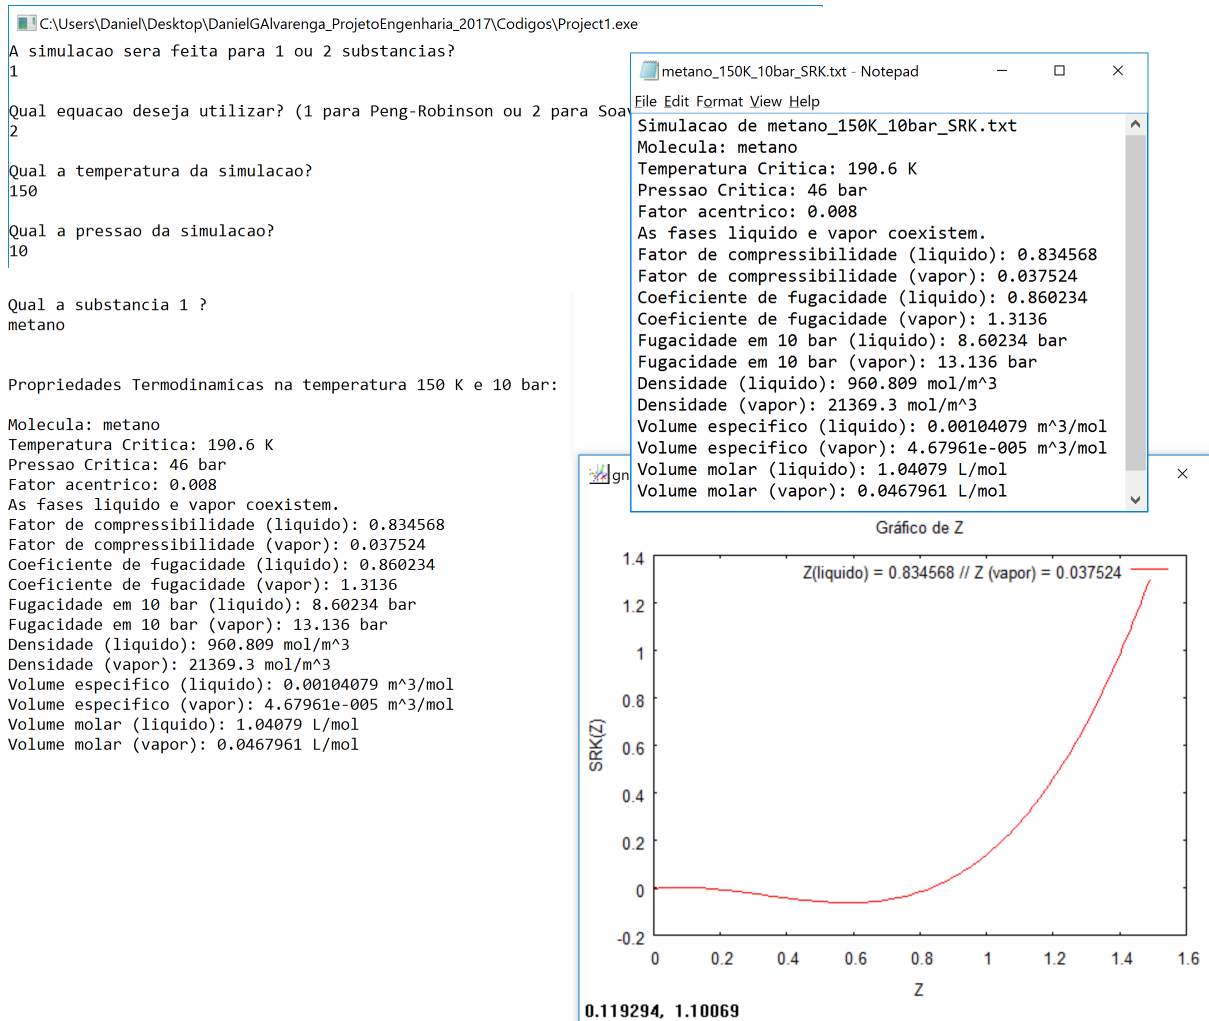 C:\Users\Daniel\Desktop\DanielGAlvarenga_ProjetoEngenharia_2017\Codigos\Project1.exe
A simulacao sera feita para 1 ou 2 substancias?
1
Qual equacao deseja utilizar? (1 para Peng-Robinson ou 2 para Soav
2
Qual a temperatura da simulacao?
150
Qual a pressao da simulacao?
10
Qual a substancia 1 ?
metano
Propriedades Termodinamicas na temperatura 150 K e 10 bar:
Molecula: metano
Temperatura Critica: 190.6 K
Pressao Critica: 46 bar
Fator acentrico: 0.008
As fases liquido e vapor coexistem.
Fator de compressibilidade (liquido): 0.834568
Fator de compressibilidade (vapor): 0.037524
Coeficiente de fugacidade (liquido): 0.860234
Coeficiente de fugacidade (vapor): 1.3136
Fugacidade em 10 bar (liquido): 8.60234 bar
Fugacidade em 10 bar (vapor): 13.136 bar
Densidade (liquido): 960.809 mol/m^3
Densidade (vapor): 21369.3 mol/m^3
Volume especifico (liquido): 0.00104079 m^3/mol
Volume especifico (vapor): 4.67961e-005 m^3/mol
Volume molar (liquido): 1.04079 L/mol
Volume molar (vapor): 0.0467961 L/mol
metano_150K_10bar_SRK.txt - Notepad
File Edit Format View Help
Simulacao de metano_150K_10bar_SRK.txt
Molecula: metano
Temperatura Critica: 190.6 K
Pressao Critica: 46 bar
Fator acentrico: 0.008
As fases liquido e vapor coexistem.
Fator de compressibilidade (liquido): 0.834568
Fator de compressibilidade (vapor): 0.037524
Coeficiente de fugacidade (liquido): 0.860234
Coeficiente de fugacidade (vapor): 1.3136
Fugacidade em 10 bar (liquido): 8.60234 bar
Fugacidade em 10 bar (vapor): 13.136 bar
Densidade (liquido): 960.809 mol/m^3
Densidade (vapor): 21369.3 mol/m^3
Volume especifico (liquido): 0.00104079 m^3/mol
Volume especifico (vapor): 4.67961e-005 m^3/mol
Volume molar (liquido): 1.04079 L/mol
Volume molar (vapor): 0.0467961 L/mol
gn
Gráfico de Z
Z(liquido) = 0.834568 // Z (vapor) = 0.037524
1.4
1.2
1
0.8
0.6
0.4
0.2
0
-0.2
SRK(Z)
0 0.2 0.4 0.6 0.8 1 1.2 1.4 1.6
Z
0.119294, 1.10069